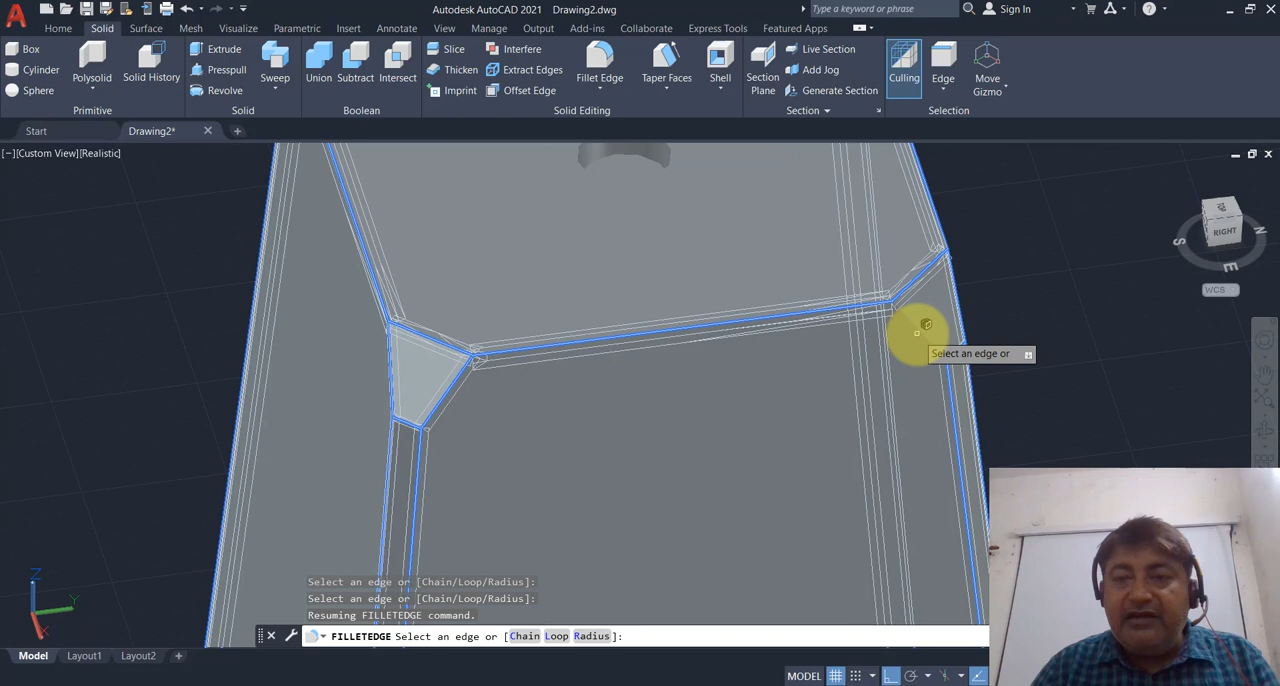 Autodesk AutoCAD 2021 Drawing2.dwg
Type a keyword or phrase
Sign In
Home Solid Surface Mesh Visualize Parametric Insert Annotate View Manage Output Add-ins Collaborate Express Tools Featured Apps
Box
Cylinder
Sphere
Polysolid
Solid History
Primitive
Extrude
Presspull
Revolve
Sweep
Solid
Union Subtract Intersect
Boolean
Slice
Thicken
Imprint
Interfere
Extract Edges
Offset Edge
Fillet Edge
Taper Faces
Shell
Solid Editing
Section
Plane
Live Section
Add Jog
Generate Section
Section
Culling
Edge
Move
Gizmo
Selection
Start Drawing2* 
[−][Custom View][Realistic]
RIGHT
S
N
E
WCS
Select an edge or
Z
Y
X
Select an edge or [Chain/Loop/Radius]:
Select an edge or [Chain/Loop/Radius]:
Resuming FILLETEDGE command.
FILLETEDGE Select an edge or [Chain Loop Radius]:
Model Layout1 Layout2
MODEL